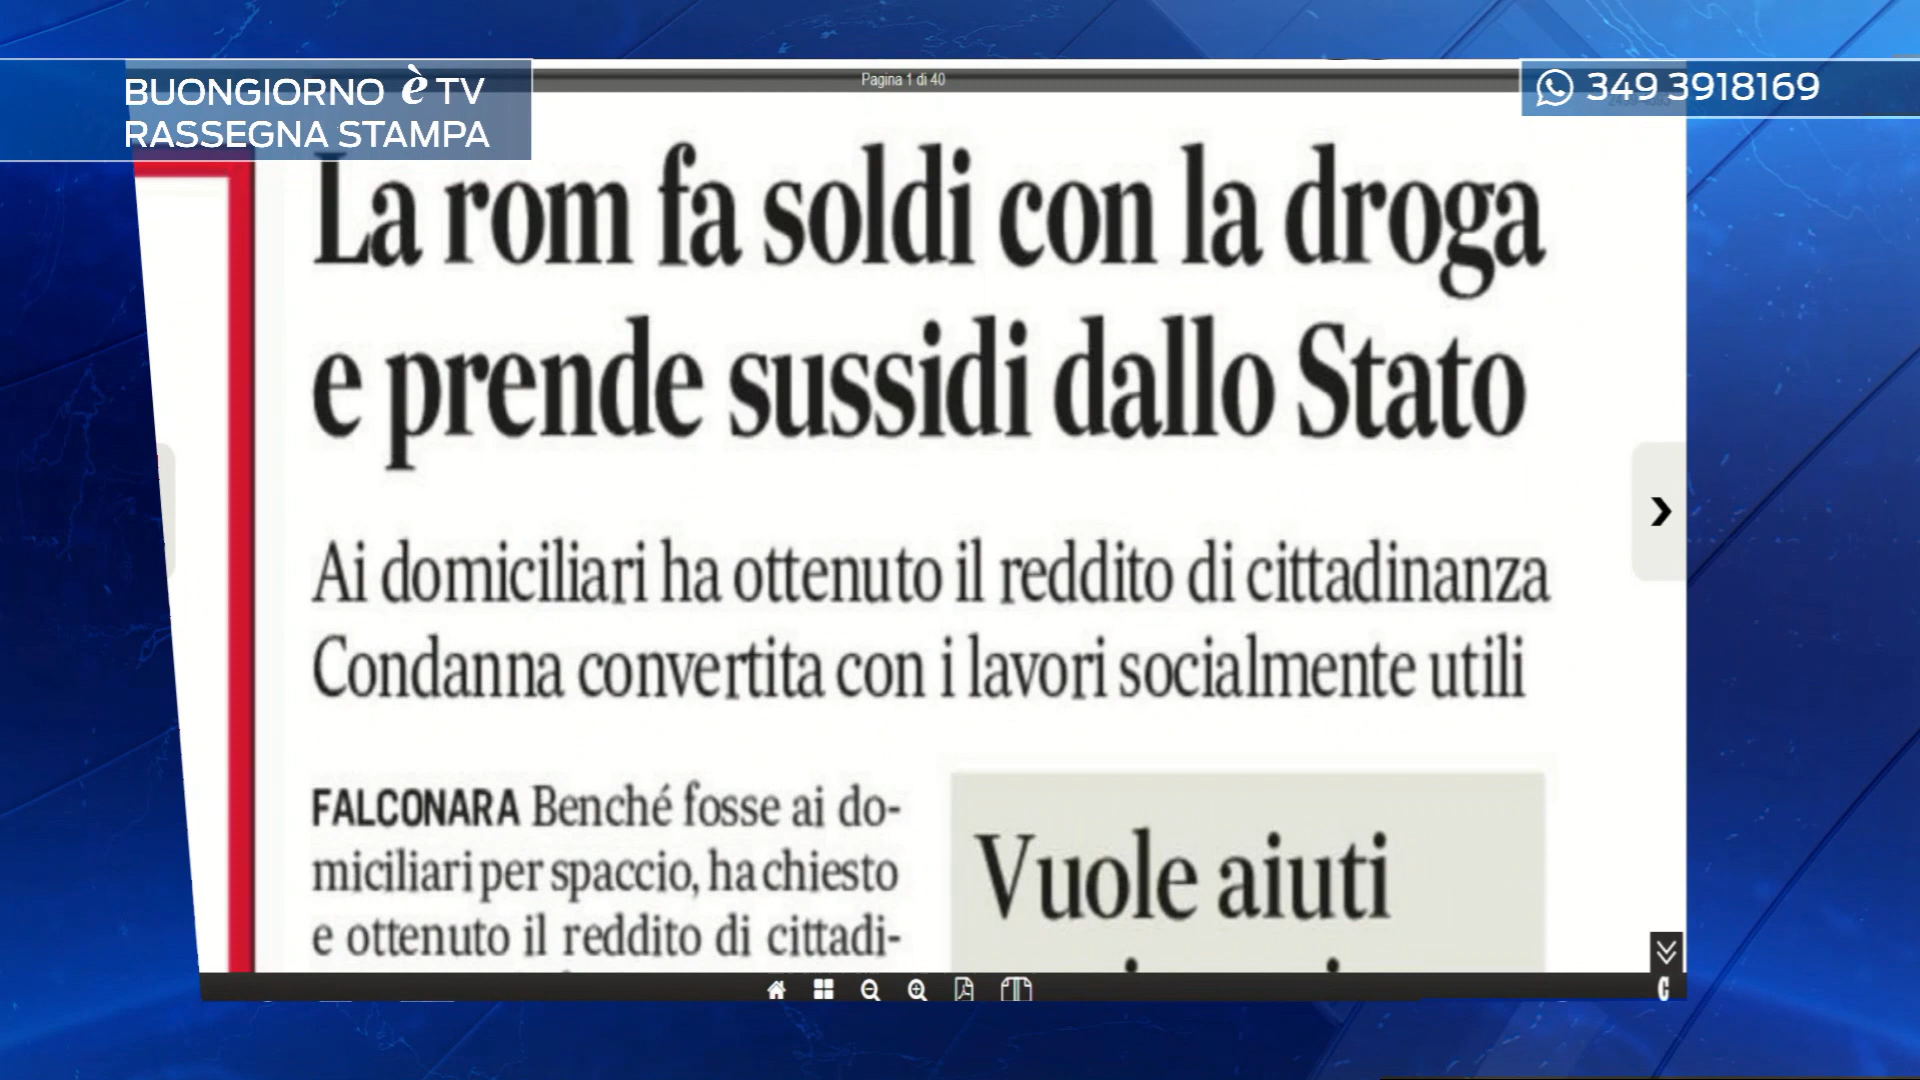 BUONGIORNO è TV
RASSEGNA STAMPA
Pagina 1 di 40
349 3918169
La rom fa soldi con la droga
e prende sussidi dallo Stato
Ai domiciliari ha ottenuto il reddito di cittadinanza
Condanna convertita con i lavori socialmente utili
FALCONARA Benché fosse ai do-
miciliari per spaccio, ha chiesto
e ottenuto il reddito di cittadi-
Vuole aiuti